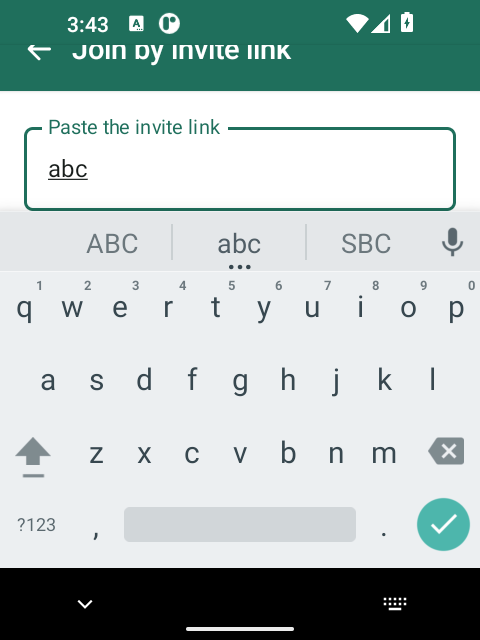 3:43
Join by invite link
Paste the invite link
abc
ABC abc SBC
1 2 3 4 5 6 7 8 9 0
q w e r t y u i o p
a s d f g h j k l
z x c v b n m
?123 , .